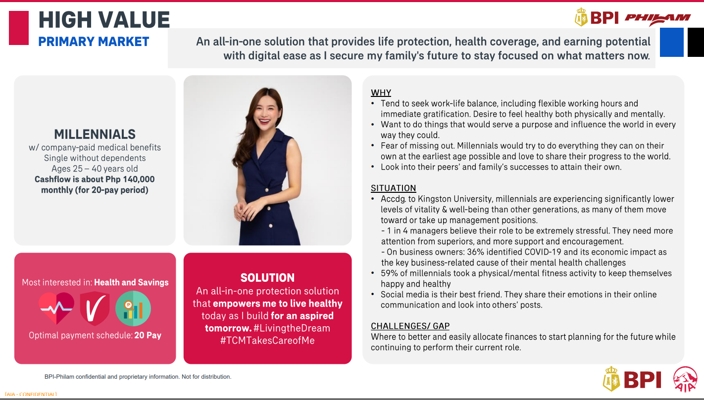 HIGH VALUE
PRIMARY MARKET
BPI PHILAM
An all-in-one solution that provides life protection, health coverage, and earning potential
with digital ease as I secure my family's future to stay focused on what matters now.
MILLENNIALS
w/ company-paid medical benefits
Single without dependents
Ages 25 – 40 years old
Cashflow is about Php 140,000
monthly (for 20-pay period)
Most interested in: Health and Savings
Optimal payment schedule: 20 Pay
SOLUTION
An all-in-one protection solution
that empowers me to live healthy
today as I build for an aspired
tomorrow. #LivingtheDream
#TCMTakesCareofMe
WHY
• Tend to seek work-life balance, including flexible working hours and
immediate gratification. Desire to feel healthy both physically and mentally.
• Want to do things that would serve a purpose and influence the world in every
way they could.
• Fear of missing out. Millennials would try to do everything they can on their
own at the earliest age possible and love to share their progress to the world.
• Look into their peers' and family's successes to attain their own.
SITUATION
• Accdg. to Kingston University, millennials are experiencing significantly lower
levels of vitality & well-being than other generations, as many of them move
toward or take up management positions.
- 1 in 4 managers believe their role to be extremely stressful. They need more
attention from superiors, and more support and encouragement.
- On business owners: 36% identified COVID-19 and its economic impact as
the key business-related cause of their mental health challenges
• 59% of millennials took a physical/mental fitness activity to keep themselves
happy and healthy
• Social media is their best friend. They share their emotions in their online
communication and look into others' posts.
CHALLENGES/ GAP
Where to better and easily allocate finances to start planning for the future while
continuing to perform their current role.
BPI-Philam confidential and proprietary information. Not for distribution.
BPI AIA